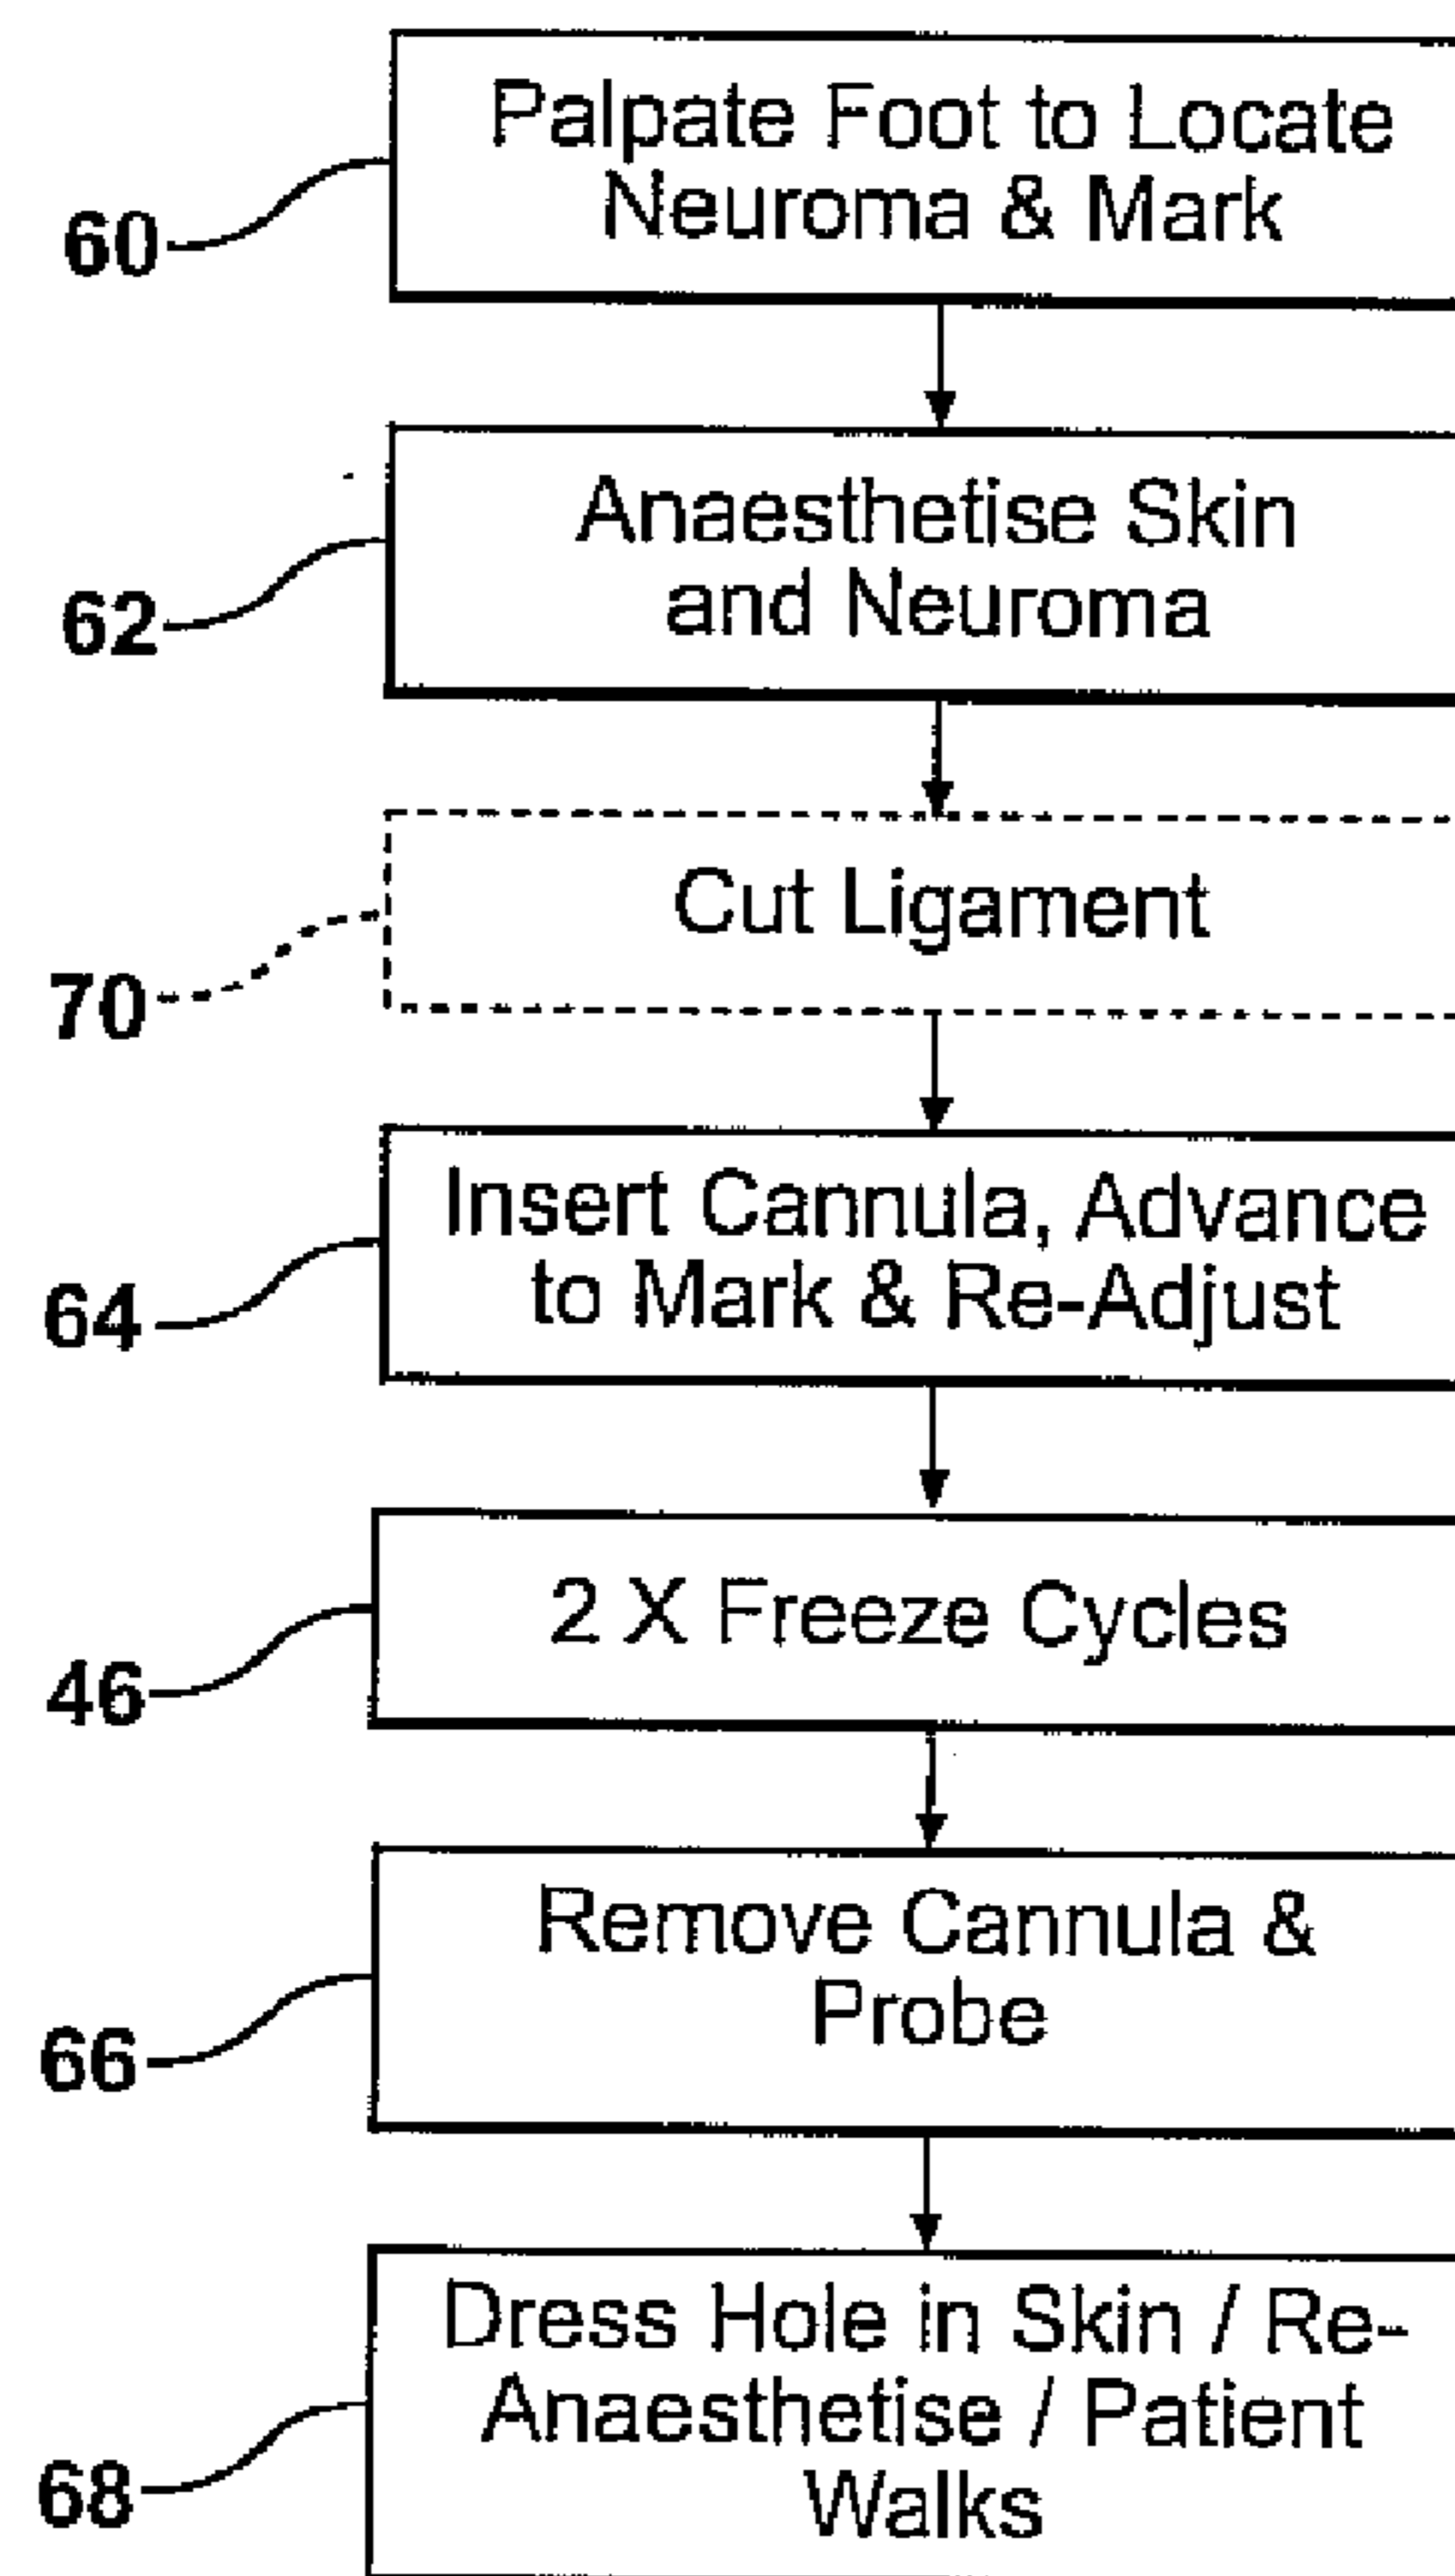 Palpate Foot to Locate
Neuroma & Mark
60
Anaesthetise Skin
and Neuroma
62
Cut Ligament
70
Insert Cannula, Advance
to Mark & Re-Adjust
64
2 X Freeze Cycles
46
Remove Cannula &
Probe
66
Dress Hole in Skin / Re-
Anaesthetise / Patient
Walks
68